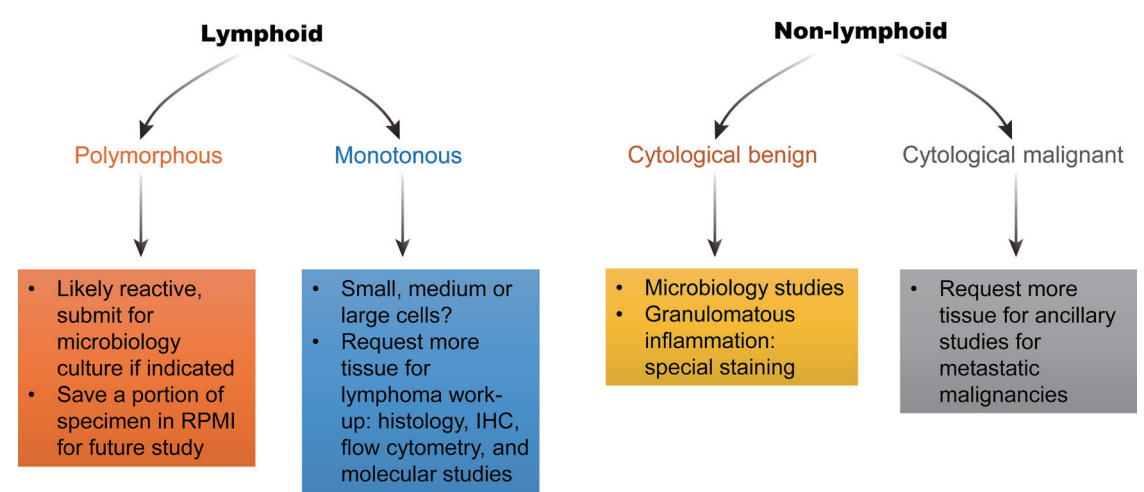 Lymphoid
Non-lymphoid
Polymorphous
Monotonous
Cytological benign
Cytological malignant
• Likely reactive,
submit for
microbiology
culture if indicated
• Save a portion of
specimen in RPMI
for future study
• Small, medium or
large cells?
• Request more
tissue for
lymphoma work-
up: histology, IHC,
flow cytometry, and
molecular studies
• Microbiology studies
• Granulomatous
inflammation:
special staining
• Request more
tissue for ancillary
studies for
metastatic
malignancies